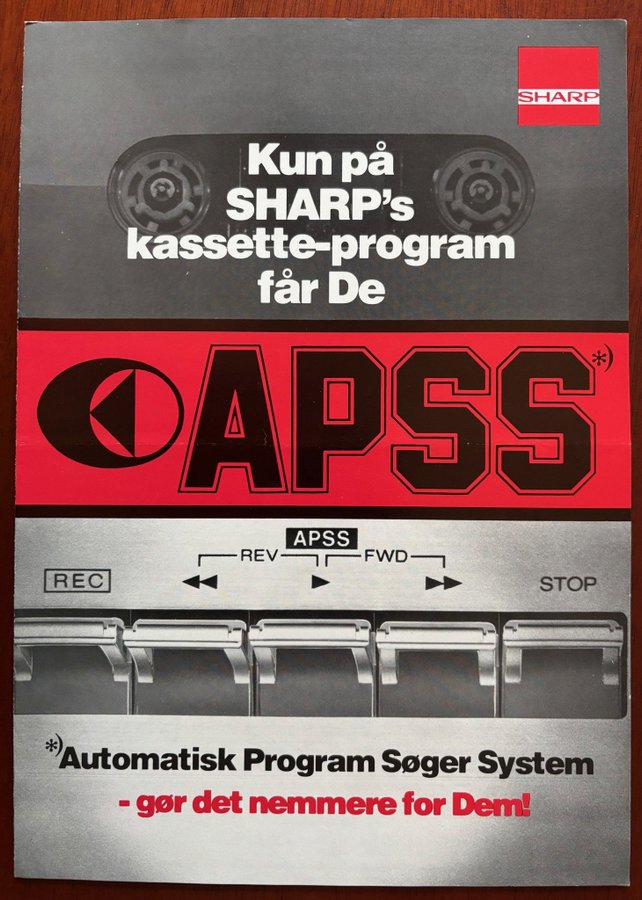 SHARP
Kun på
SHARP's
kassette-program
får De
APSS*)
APSS
REV FWD
REC STOP
*)Automatisk Program Søger System
- gør det nemmere for Dem!